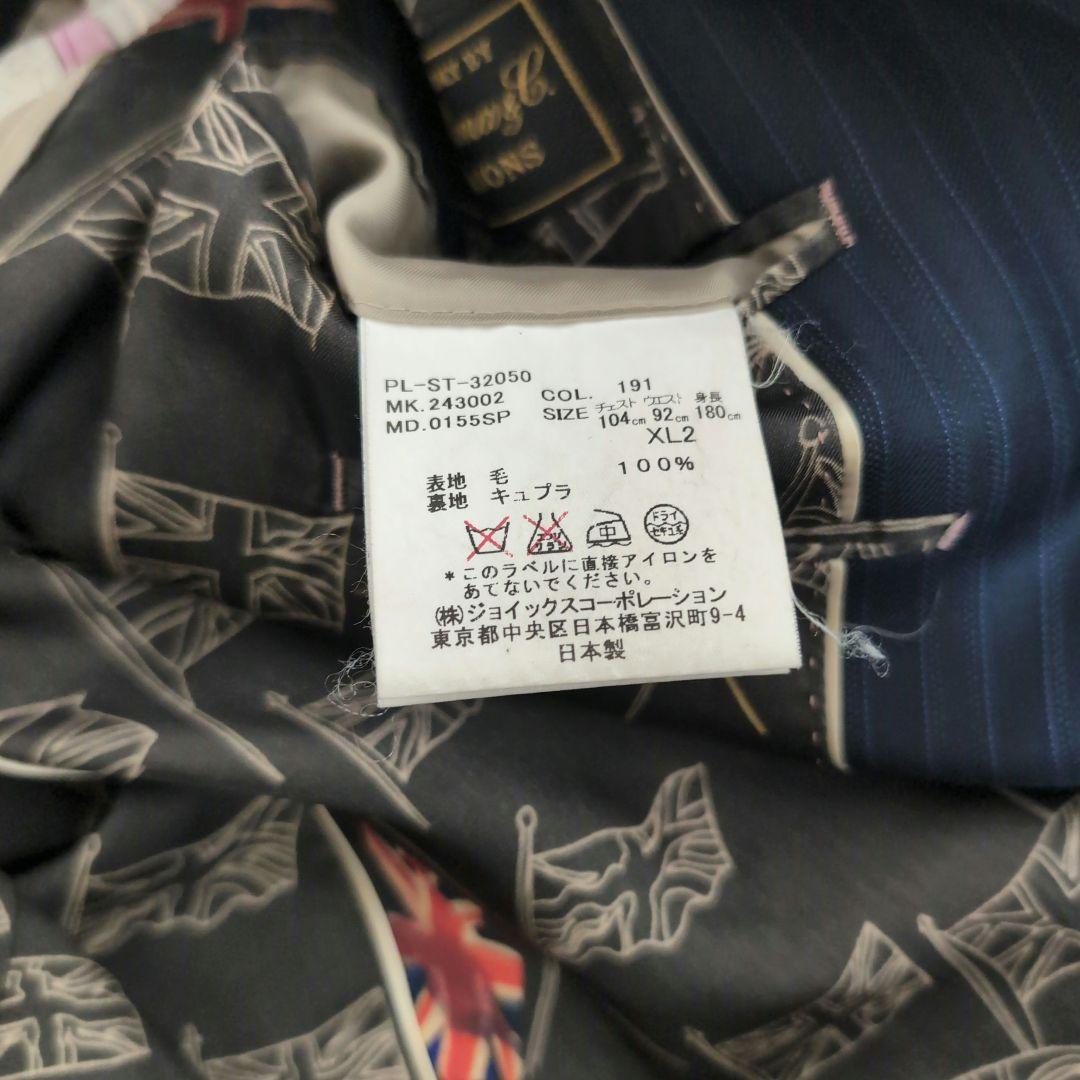 PL-ST-32050
MK.243002
MD.0155SP
COL. 191
SIZE チェスト ウエスト 身長
104cm 92cm 180cm
XL2
表地 毛 100%
裏地 キュプラ
ドライ
セキユ系
*このラベルに直接アイロンを
あてないでください。
(株)ジョイックスコーポレーション
東京都中央区日本橋富沢町9-4
日本製